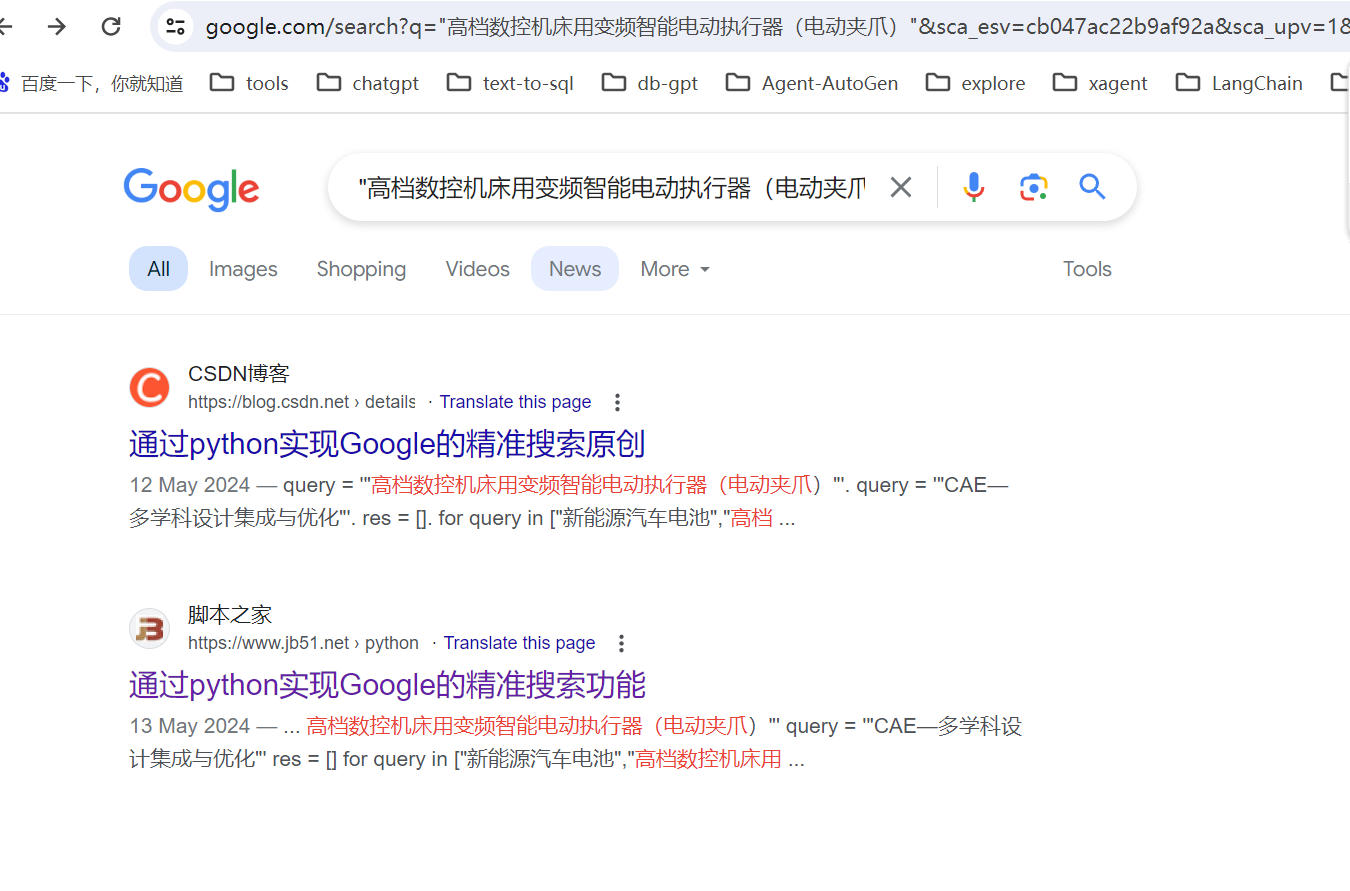 google.com/search?q="高档数控机床用变频智能电动执行器（电动夹爪）"&sca_esv=cb047ac22b9af92a&sca_upv=1&
百度一下，你就知道 tools chatgpt text-to-sql db-gpt Agent-AutoGen explore xagent LangChain
Google "高档数控机床用变频智能电动执行器（电动夹爪
All Images Shopping Videos News More Tools
CSDN博客
https://blog.csdn.net › details · Translate this page
通过python实现Google的精准搜索原创
12 May 2024 — query = '"高档数控机床用变频智能电动执行器（电动夹爪）"'. query = '"CAE—
多学科设计集成与优化"'. res = []. for query in ["新能源汽车电池","高档 ...
脚本之家
https://www.jb51.net › python · Translate this page
通过python实现Google的精准搜索功能
13 May 2024 — ... 高档数控机床用变频智能电动执行器（电动夹爪）"' query = '"CAE—多学科设
计集成与优化"' res = [] for query in ["新能源汽车电池","高档数控机床用 ...